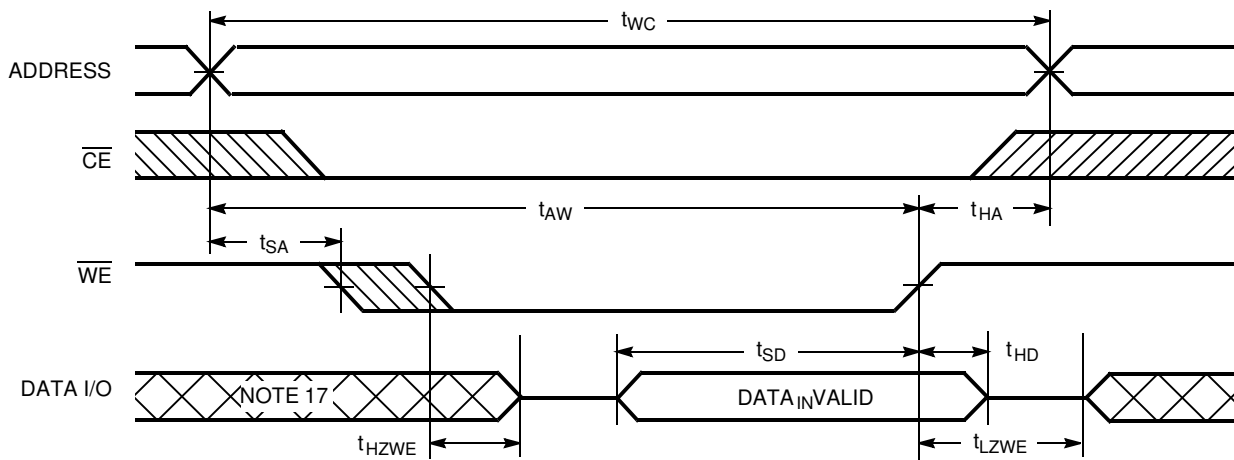 tWC
ADDRESS
CE
tAW
tHA
tSA
WE
tSD
tHD
DATA I/O
NOTE 17
DATAINVALID
tHZWE
tLZWE